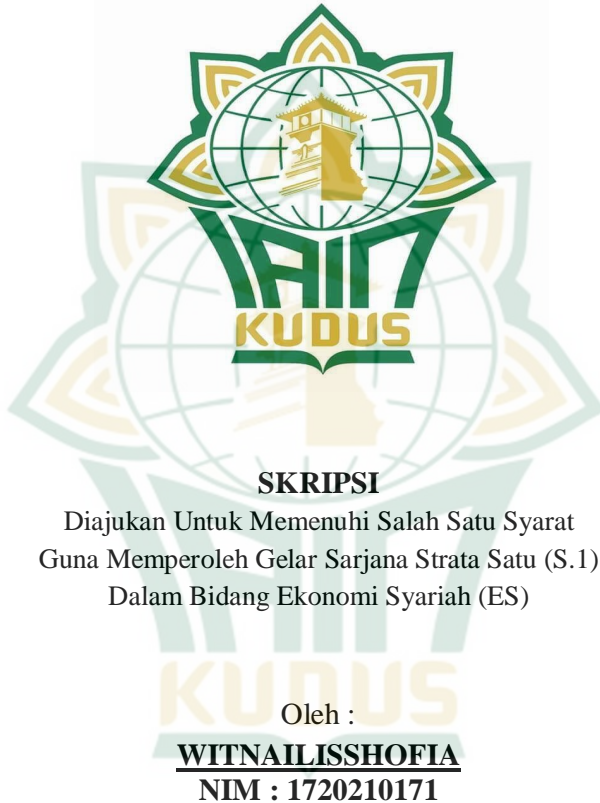 IAIN
KUDUS
SKRIPSI
Diajukan Untuk Memenuhi Salah Satu Syarat
Guna Memperoleh Gelar Sarjana Strata Satu (S.1)
Dalam Bidang Ekonomi Syariah (ES)
KUDUS
Oleh :
WITNAILISSHOFIA
NIM : 1720210171